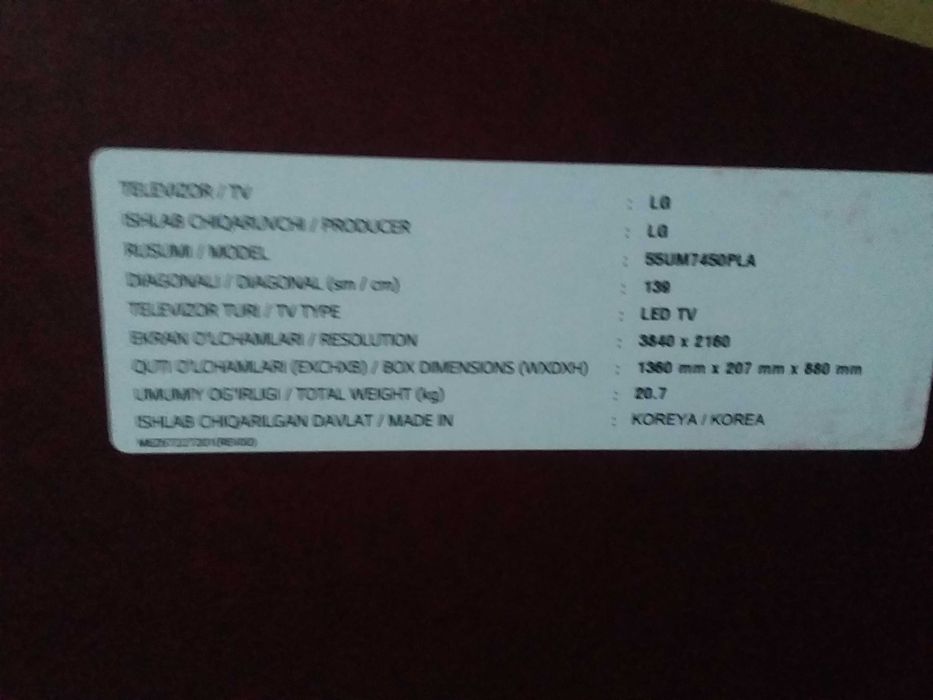 TELEVIZOR / TV : LG
ISHLAB CHIQARUVCHI / PRODUCER : LG
RUSUMI / MODEL : 55UM7450PLA
DIAGONALI / DIAGONAL (sm / cm) : 139
TELEVIZOR TURI / TV TYPE : LED TV
EKRAN O'LCHAMLARI / RESOLUTION : 3840 x 2160
QUTI O'LCHAMLARI (EXCHXB) / BOX DIMENSIONS (WXDXH) : 1360 mm x 207 mm x 880 mm
UMUMIY OG'IRLIGI / TOTAL WEIGHT (kg) : 20.7
ISHLAB CHIQARILGAN DAVLAT / MADE IN : KOREYA / KOREA